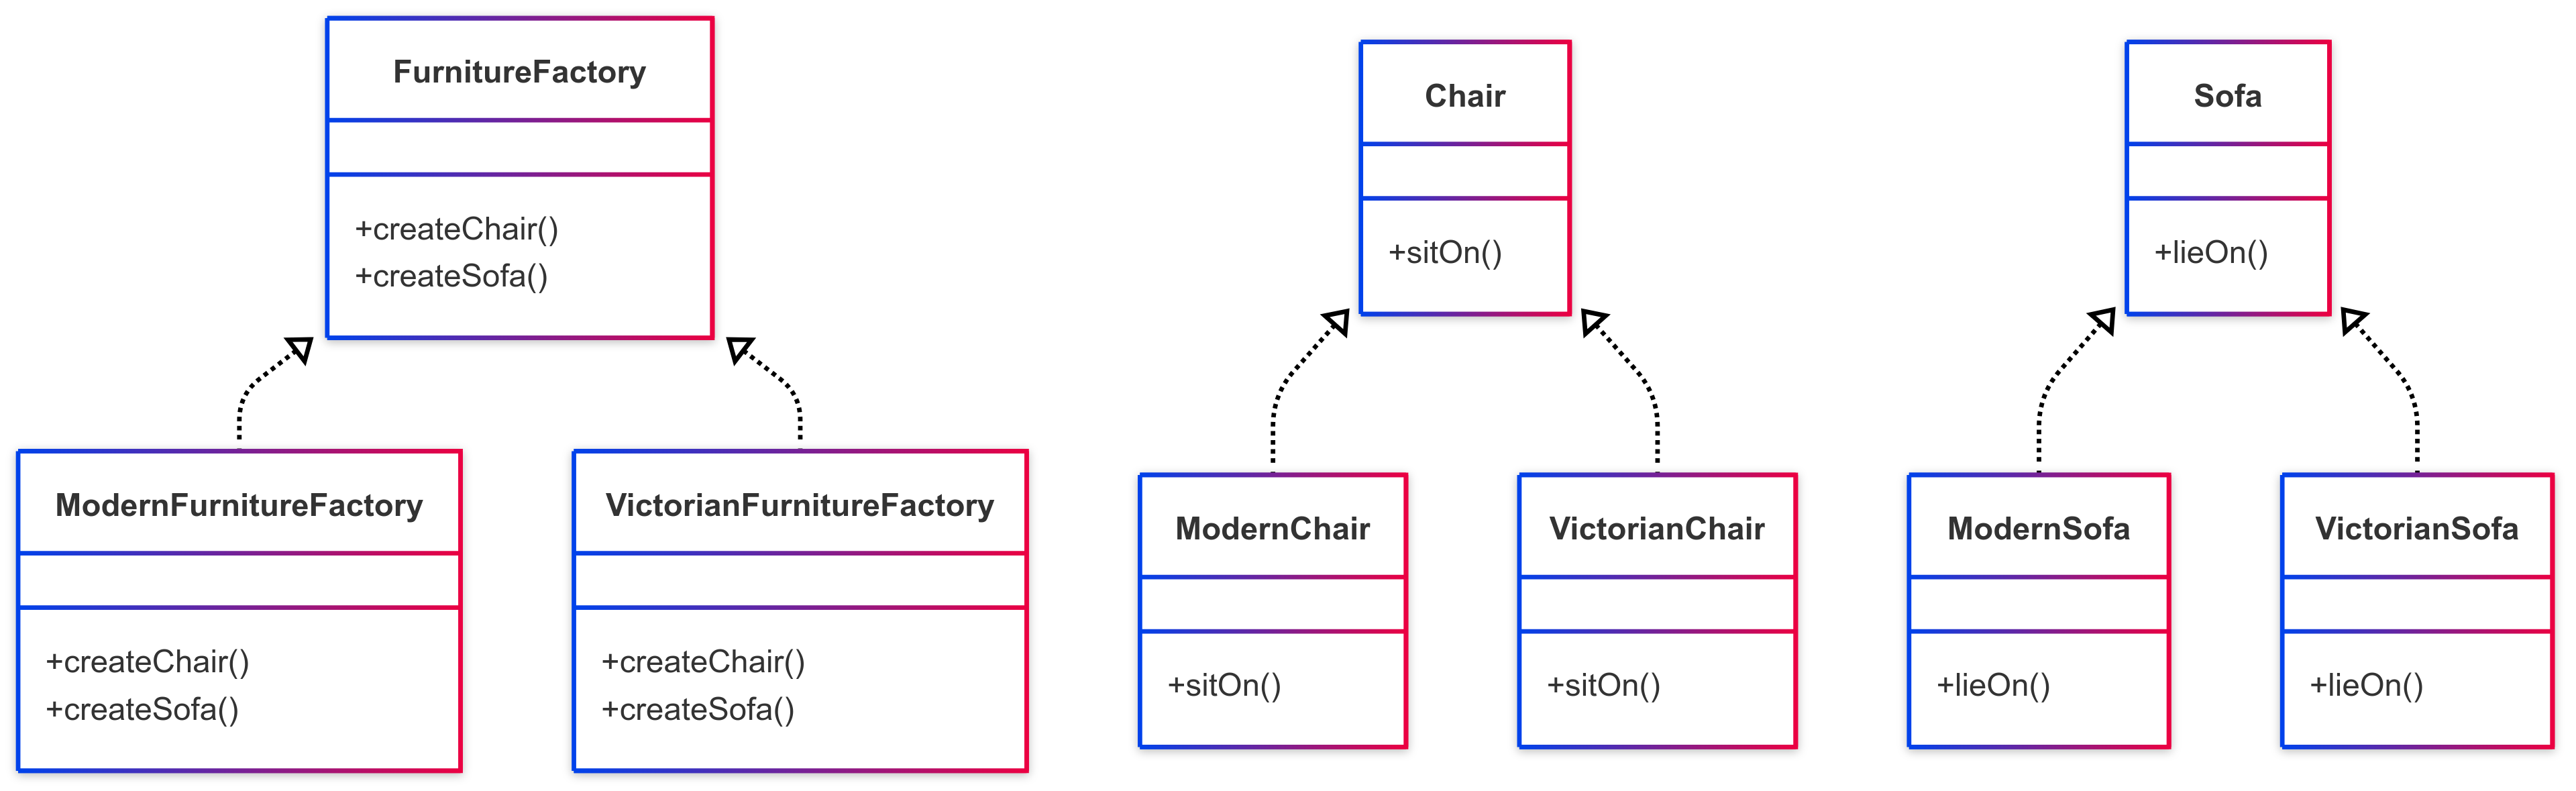 FurnitureFactory
+createChair()
+createSofa()
ModernFurnitureFactory
+createChair()
+createSofa()
VictorianFurnitureFactory
+createChair()
+createSofa()
Chair
+sitOn()
ModernChair
+sitOn()
VictorianChair
+sitOn()
Sofa
+lieOn()
ModernSofa
+lieOn()
VictorianSofa
+lieOn()